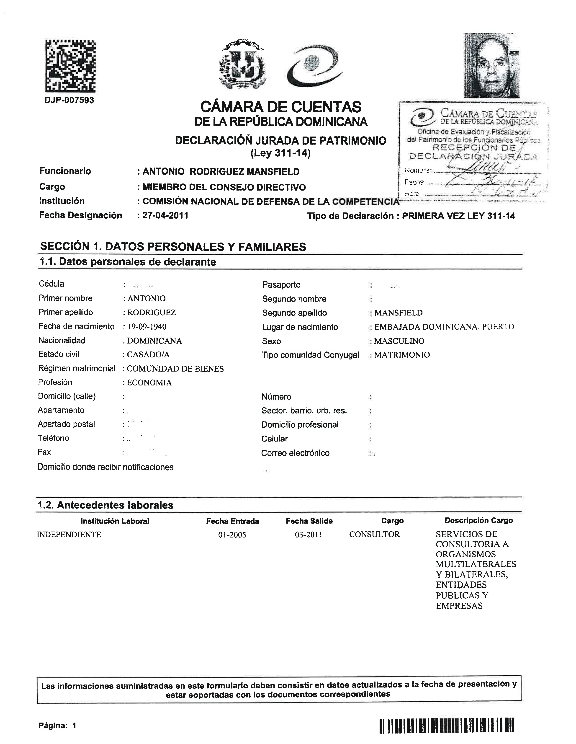 DJP-007593
CÁMARA DE CUENTAS
DE LA REPÚBLICA DOMINICANA
DECLARACIÓN JURADA DE PATRIMONIO
(Ley 311-14)
CÁMARA DE CUENTAS
DE LA REPÚBLICA DOMINICANA
Oficina de Evaluación y Fiscalización
del Patrimonio de los Funcionarios Públicos
RECEPCIÓN DE
DECLARACIÓN JURADA
Nombre:
Fecha
Funcionario : ANTONIO RODRIGUEZ MANSFIELD
Cargo : MIEMBRO DEL CONSEJO DIRECTIVO
Institución : COMISIÓN NACIONAL DE DEFENSA DE LA COMPETENCIA
Fecha Designación : 27-04-2011 Tipo de Declaración : PRIMERA VEZ LEY 311-14
SECCIÓN 1. DATOS PERSONALES Y FAMILIARES
1.1. Datos personales de declarante
Cédula : Pasaporte :
Primer nombre : ANTONIO Segundo nombre :
Primer apellido : RODRIGUEZ Segundo apellido : MANSFIELD
Fecha de nacimiento : 19-09-1940 Lugar de nacimiento : EMBAJADA DOMINICANA, PUERTO
Nacionalidad : DOMINICANA Sexo : MASCULINO
Estado civil : CASADO/A Tipo comunidad Conyugal : MATRIMONIO
Régimen matrimonial : COMUNIDAD DE BIENES
Profesión : ECONOMIA
Domicilio (calle) : Número :
Apartamento : Sector, barrio, urb, res. :
Apartado postal : Domicilio profesional :
Teléfono : Celular :
Fax : Correo electrónico :
Domicilio donde recibir notificaciones
1.2. Antecedentes laborales
Institución Laboral Fecha Entrada Fecha Salida Cargo Descripción Cargo
INDEPENDIENTE 01-2005 03-2011 CONSULTOR SERVICIOS DE
CONSULTORIA A
ORGANISMOS
MULTILATERALES
Y BILATERALES,
ENTIDADES
PUBLICAS Y
EMPRESAS
Las informaciones suministradas en este formulario deben consistir en datos actualizados a la fecha de presentación y
estar soportadas con los documentos correspondientes
Página: 1